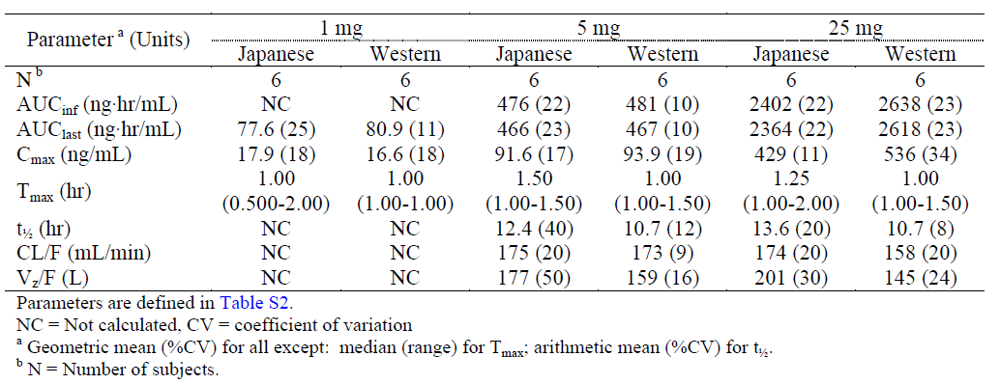 Parameter ᵃ (Units) 1 mg 5 mg 25 mg
Japanese Western Japanese Western Japanese Western
N ᵇ 6 6 6 6 6 6
AUCinf (ng·hr/mL) NC NC 476 (22) 481 (10) 2402 (22) 2638 (23)
AUClast (ng·hr/mL) 77.6 (25) 80.9 (11) 466 (23) 467 (10) 2364 (22) 2618 (23)
Cmax (ng/mL) 17.9 (18) 16.6 (18) 91.6 (17) 93.9 (19) 429 (11) 536 (34)
Tmax (hr) 1.00 1.00 1.50 1.00 1.25 1.00
(0.500-2.00) (1.00-1.00) (1.00-1.50) (1.00-1.50) (1.00-2.00) (1.00-1.50)
t½ (hr) NC NC 12.4 (40) 10.7 (12) 13.6 (20) 10.7 (8)
CL/F (mL/min) NC NC 175 (20) 173 (9) 174 (20) 158 (20)
Vz/F (L) NC NC 177 (50) 159 (16) 201 (30) 145 (24)
Parameters are defined in Table S2.
NC = Not calculated, CV = coefficient of variation
ᵃ Geometric mean (%CV) for all except: median (range) for Tmax; arithmetic mean (%CV) for t½.
ᵇ N = Number of subjects.